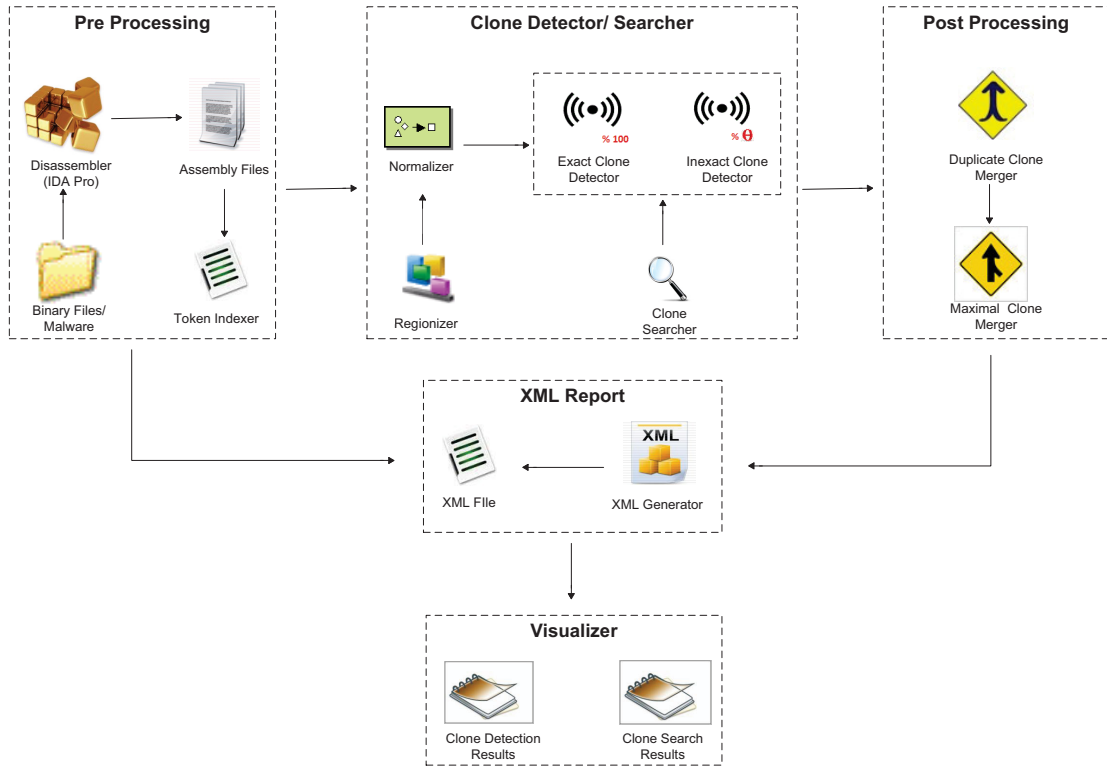 Pre Processing
Disassembler
(IDA Pro)
Assembly Files
Binary Files/
Malware
Token Indexer
Clone Detector/ Searcher
Normalizer
% 100
Exact Clone
Detector
% Θ
Inexact Clone
Detector
Regionizer
Clone
Searcher
Post Processing
Duplicate Clone
Merger
Maximal Clone
Merger
XML Report
XML FIle
XML
XML Generator
Visualizer
Clone Detection
Results
Clone Search
Results